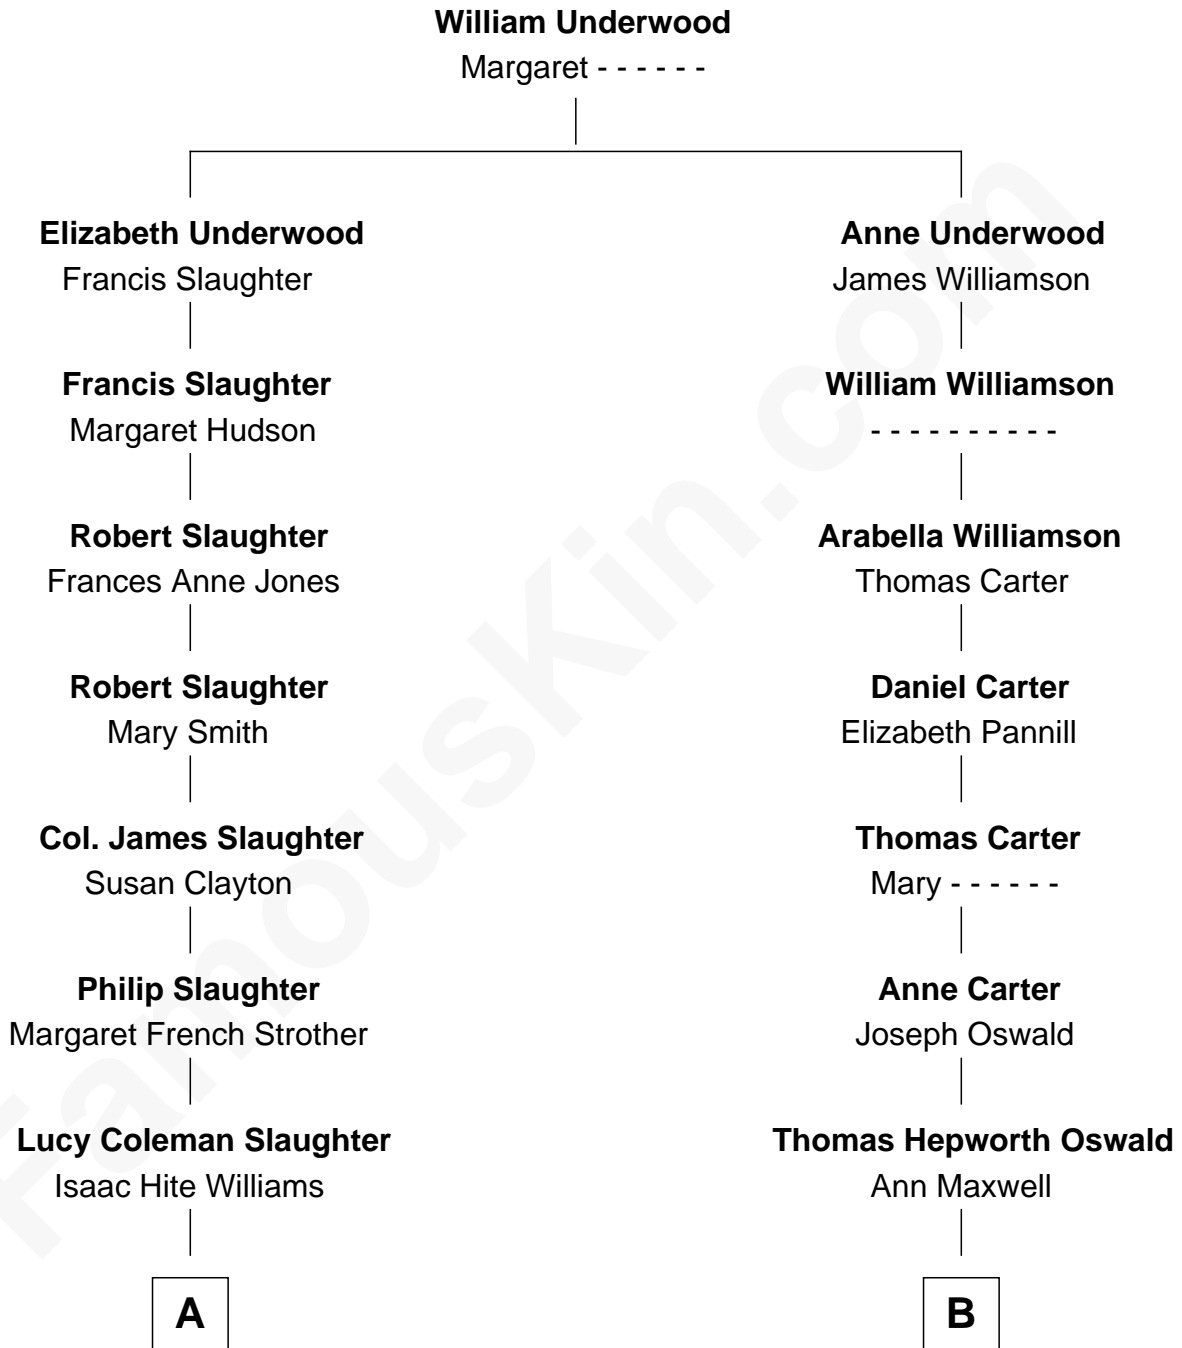 William Underwood
Margaret - - - - - -
Elizabeth Underwood
Francis Slaughter
Anne Underwood
James Williamson
Francis Slaughter
Margaret Hudson
William Williamson
- - - - - - - - - -
Robert Slaughter
Frances Anne Jones
Arabella Williamson
Thomas Carter
Robert Slaughter
Mary Smith
Daniel Carter
Elizabeth Pannill
Col. James Slaughter
Susan Clayton
Thomas Carter
Mary - - - - - -
Philip Slaughter
Margaret French Strother
Anne Carter
Joseph Oswald
Lucy Coleman Slaughter
Isaac Hite Williams
Thomas Hepworth Oswald
Ann Maxwell
A
B
FamousKin.com